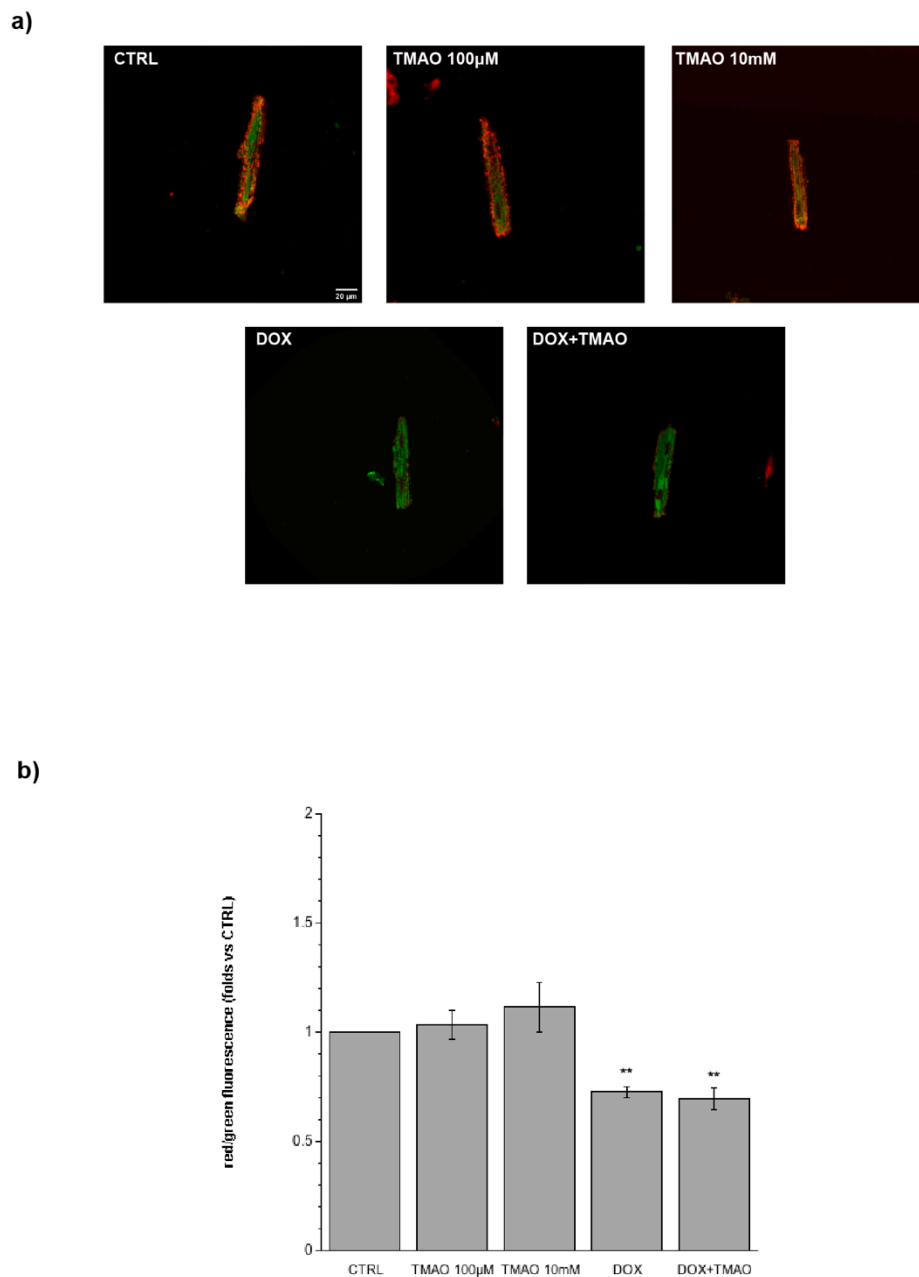 a)
CTRL
TMAO 100µM
TMAO 10mM
20 µm
DOX
DOX+TMAO
b)
red/green fluorescence (folds vs CTRL)
2
1.5
1
0.5
0
**
**
CTRL
TMAO 100µM
TMAO 10mM
DOX
DOX+TMAO